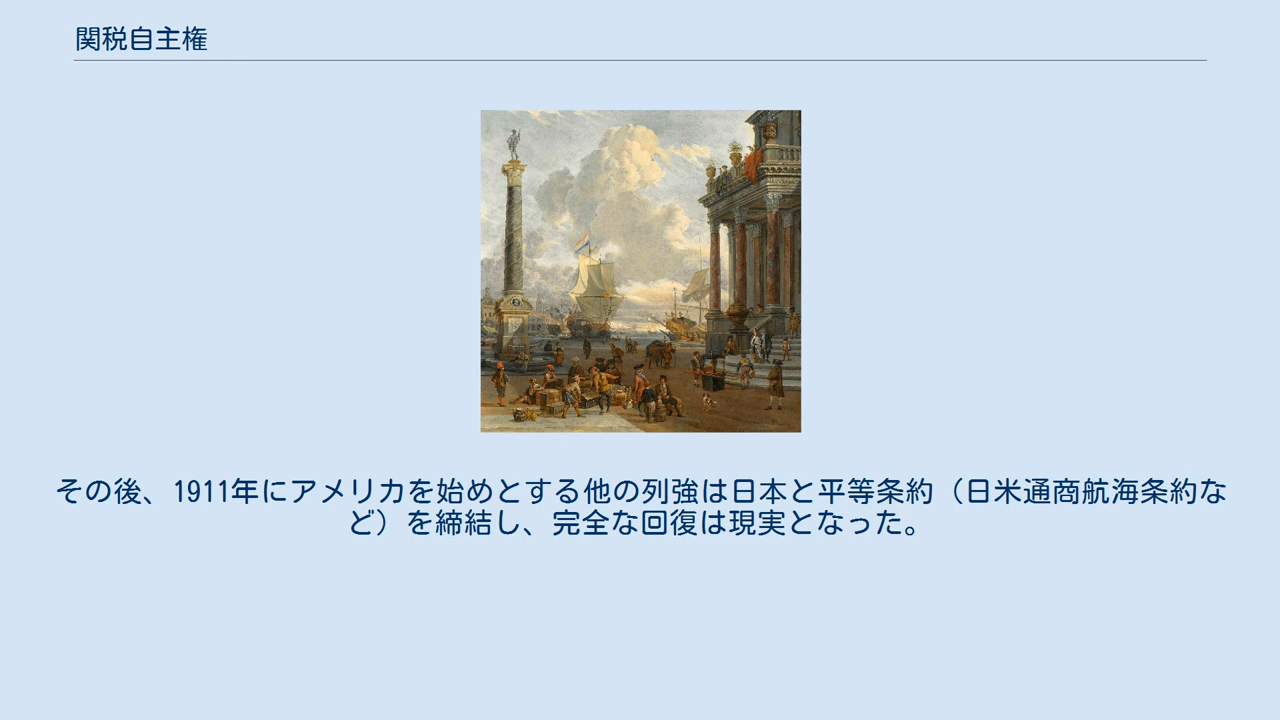 関税自主権
その後、1911年にアメリカを始めとする他の列強は日本と平等条約（日米通商航海条約な
ど）を締結し、完全な回復は現実となった。